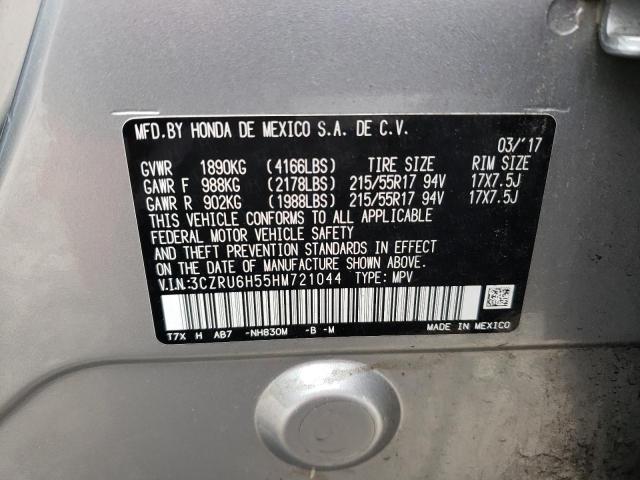 MFD.BY HONDA DE MEXICO S.A. DE C.V.
03/'17
GVWR 1890KG (4166LBS) TIRE SIZE RIM SIZE
GAWR F 988KG (2178LBS) 215/55R17 94V 17X7.5J
GAWR R 902KG (1988LBS) 215/55R17 94V 17X7.5J
THIS VEHICLE CONFORMS TO ALL APPLICABLE
FEDERAL MOTOR VEHICLE SAFETY
AND THEFT PREVENTION STANDARDS IN EFFECT
ON THE DATE OF MANUFACTURE SHOWN ABOVE.
V.I.N:3CZRU6H55HM721044 TYPE: MPV
T7X H AB7 -NH830M -B -M MADE IN MEXICO